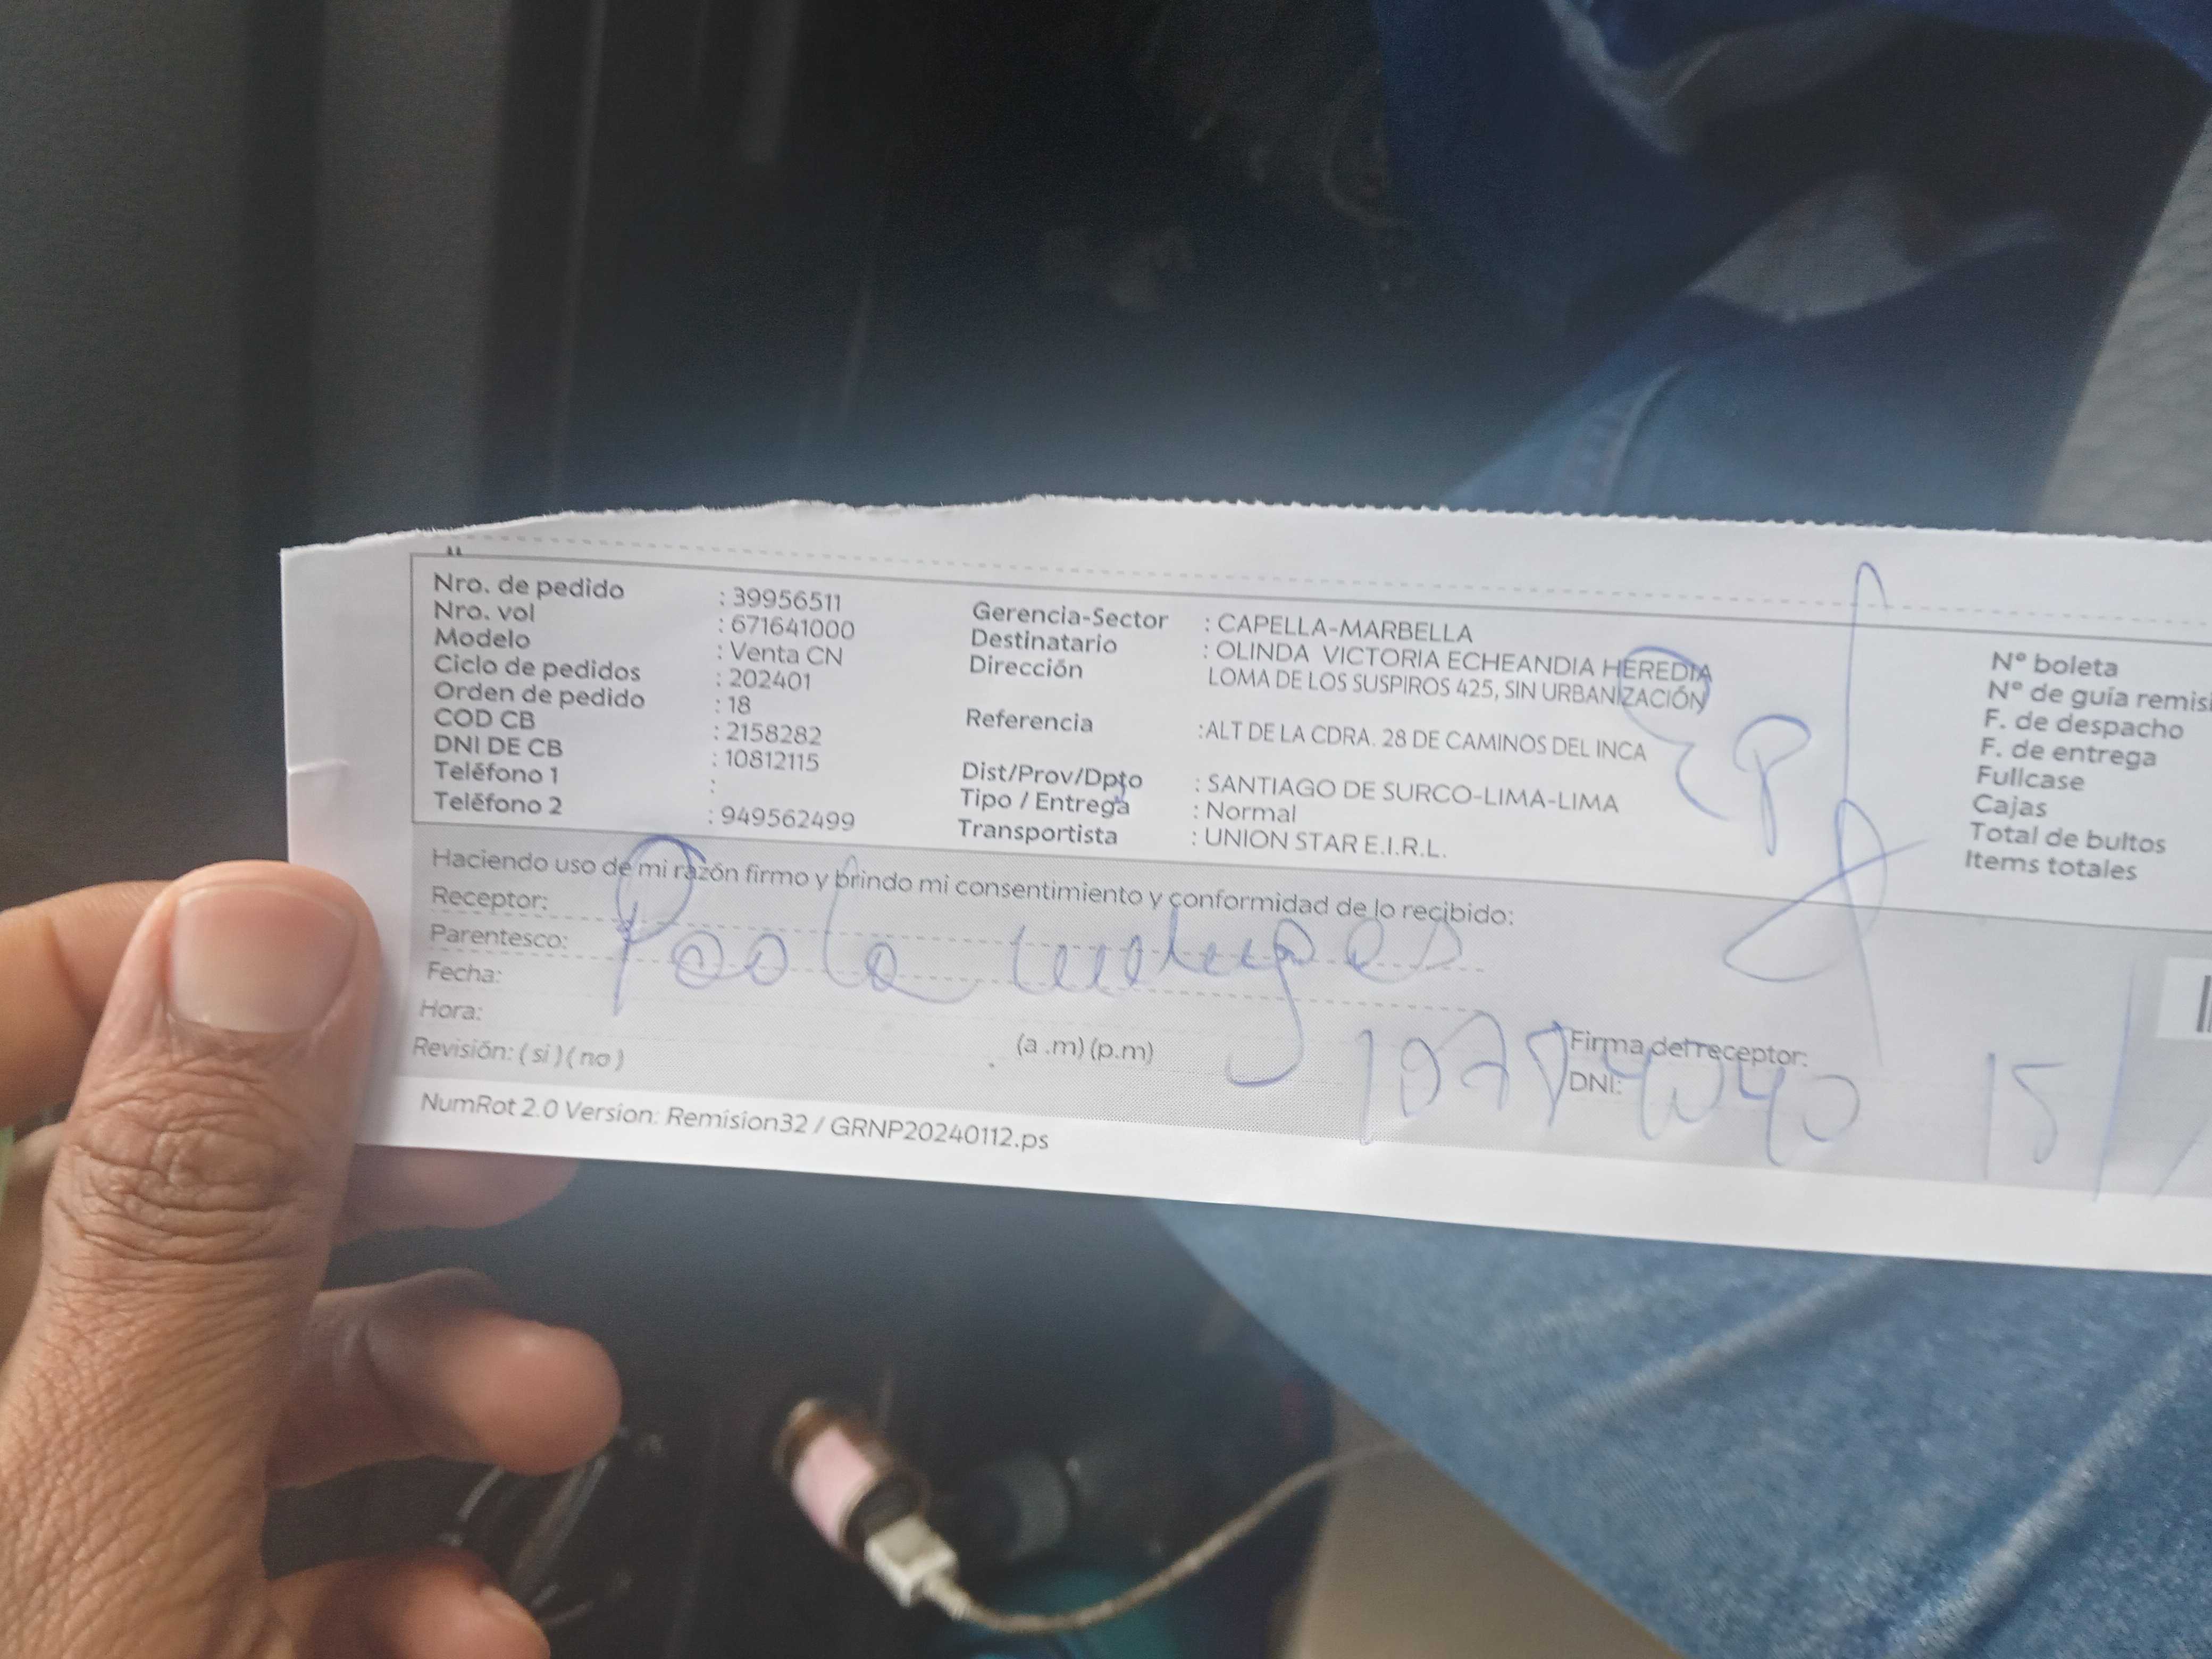 Nro. de pedido : 39956511
Nro. vol : 671641000
Modelo : Venta CN
Ciclo de pedidos : 202401
Orden de pedido : 18
COD CB : 2158282
DNI DE CB : 10812115
Teléfono 1 :
Teléfono 2 : 949562499
Gerencia-Sector : CAPELLA-MARBELLA
Destinatario : OLINDA VICTORIA ECHEANDIA HEREDIA
Dirección LOMA DE LOS SUSPIROS 425, SIN URBANIZACIÓN
Referencia :ALT DE LA CDRA. 28 DE CAMINOS DEL INCA
Dist/Prov/Dpto : SANTIAGO DE SURCO-LIMA-LIMA
Tipo / Entrega : Normal
Transportista : UNION STAR E.I.R.L.
N° boleta
N° de guía
F. de despacho
F. de entrega
Fullcase
Cajas
Total de bultos
Items totales
Haciendo uso de mi razón firmo y brindo mi consentimiento y conformidad de lo recibido:
Receptor:
Parentesco:
Paola
Fecha:
Hora: (a .m) (p.m)
Revisión: ( si ) ( no )
Firma del receptor:
DNI:
15/
NumRot 2.0 Version: Remision32 / GRNP20240112.ps